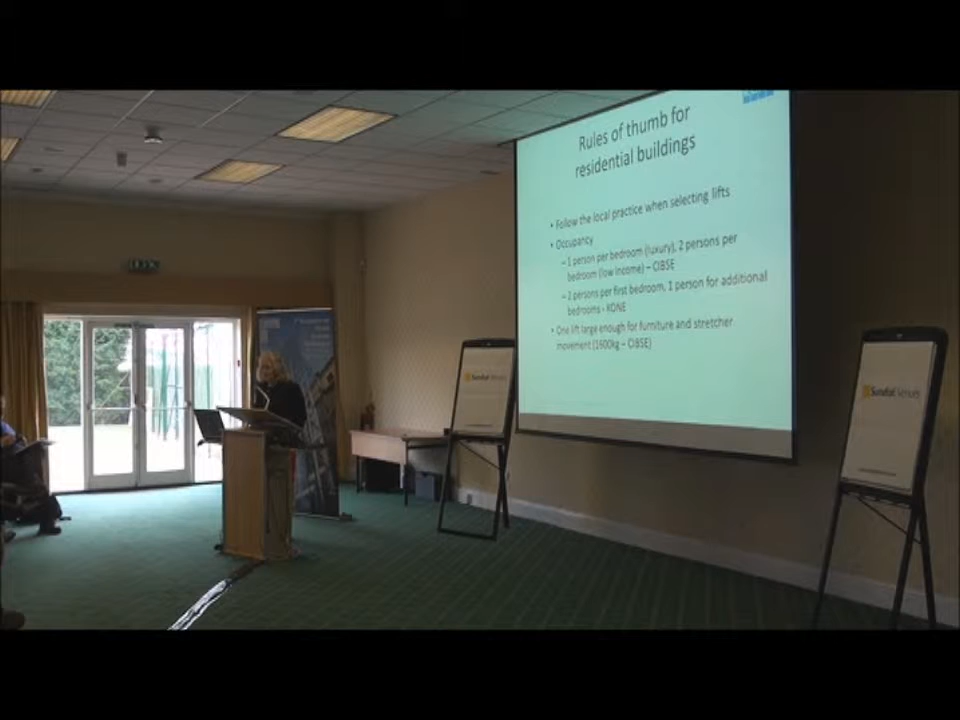 Rules of thumb for
residential buildings
• Follow the local practice when selecting lifts
• Occupancy
– 1 person per bedroom (luxury), 2 persons per
bedroom (low income) – CIBSE
– 2 persons per first bedroom, 1 person for additional
bedrooms - KONE
• One lift large enough for furniture and stretcher
movement (1600kg – CIBSE)
Sundial Venues
Sundial Venues